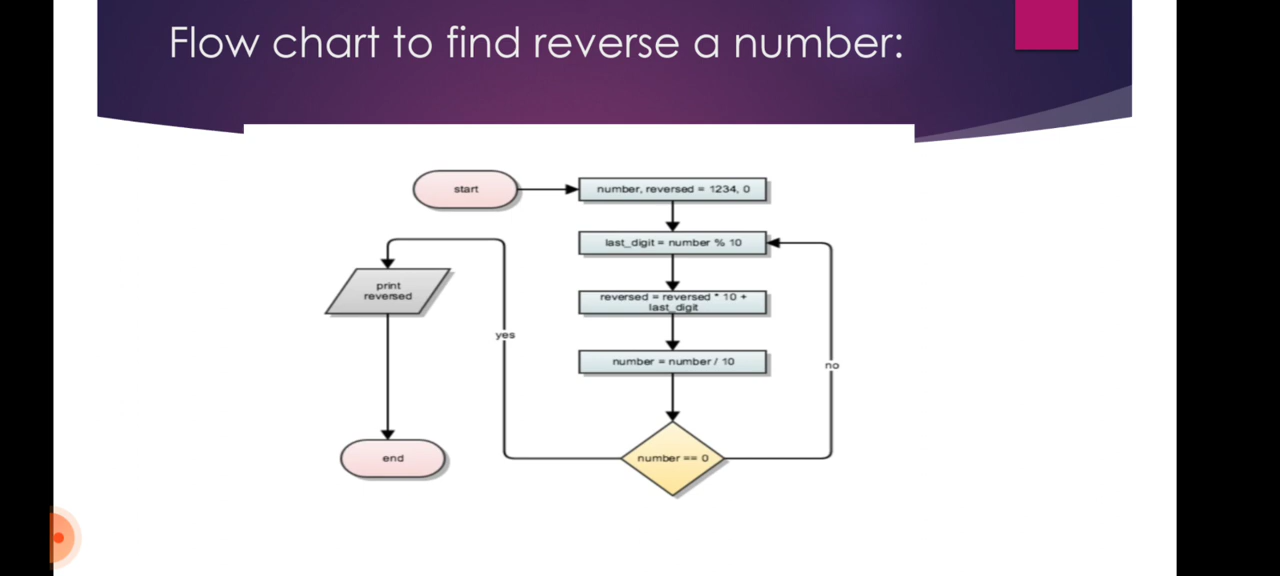 Flow chart to find reverse a number:
start
number, reversed = 1234, 0
last_digit = number % 10
reversed = reversed * 10 +
last_digit
number = number / 10
number == 0
no
yes
print
reversed
end